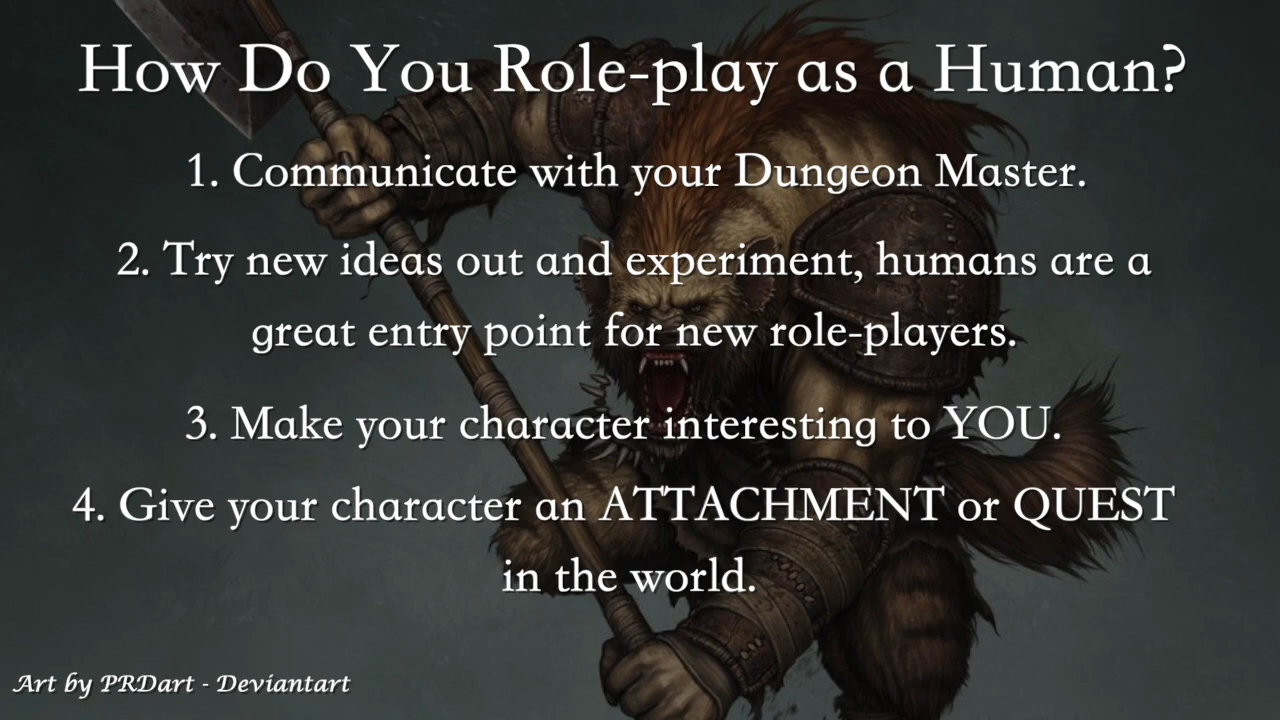 How Do You Role-play as a Human?
1. Communicate with your Dungeon Master.
2. Try new ideas out and experiment, humans are a
great entry point for new role-players.
3. Make your character interesting to YOU.
4. Give your character an ATTACHMENT or QUEST
in the world.
Art by PRDart - Deviantart